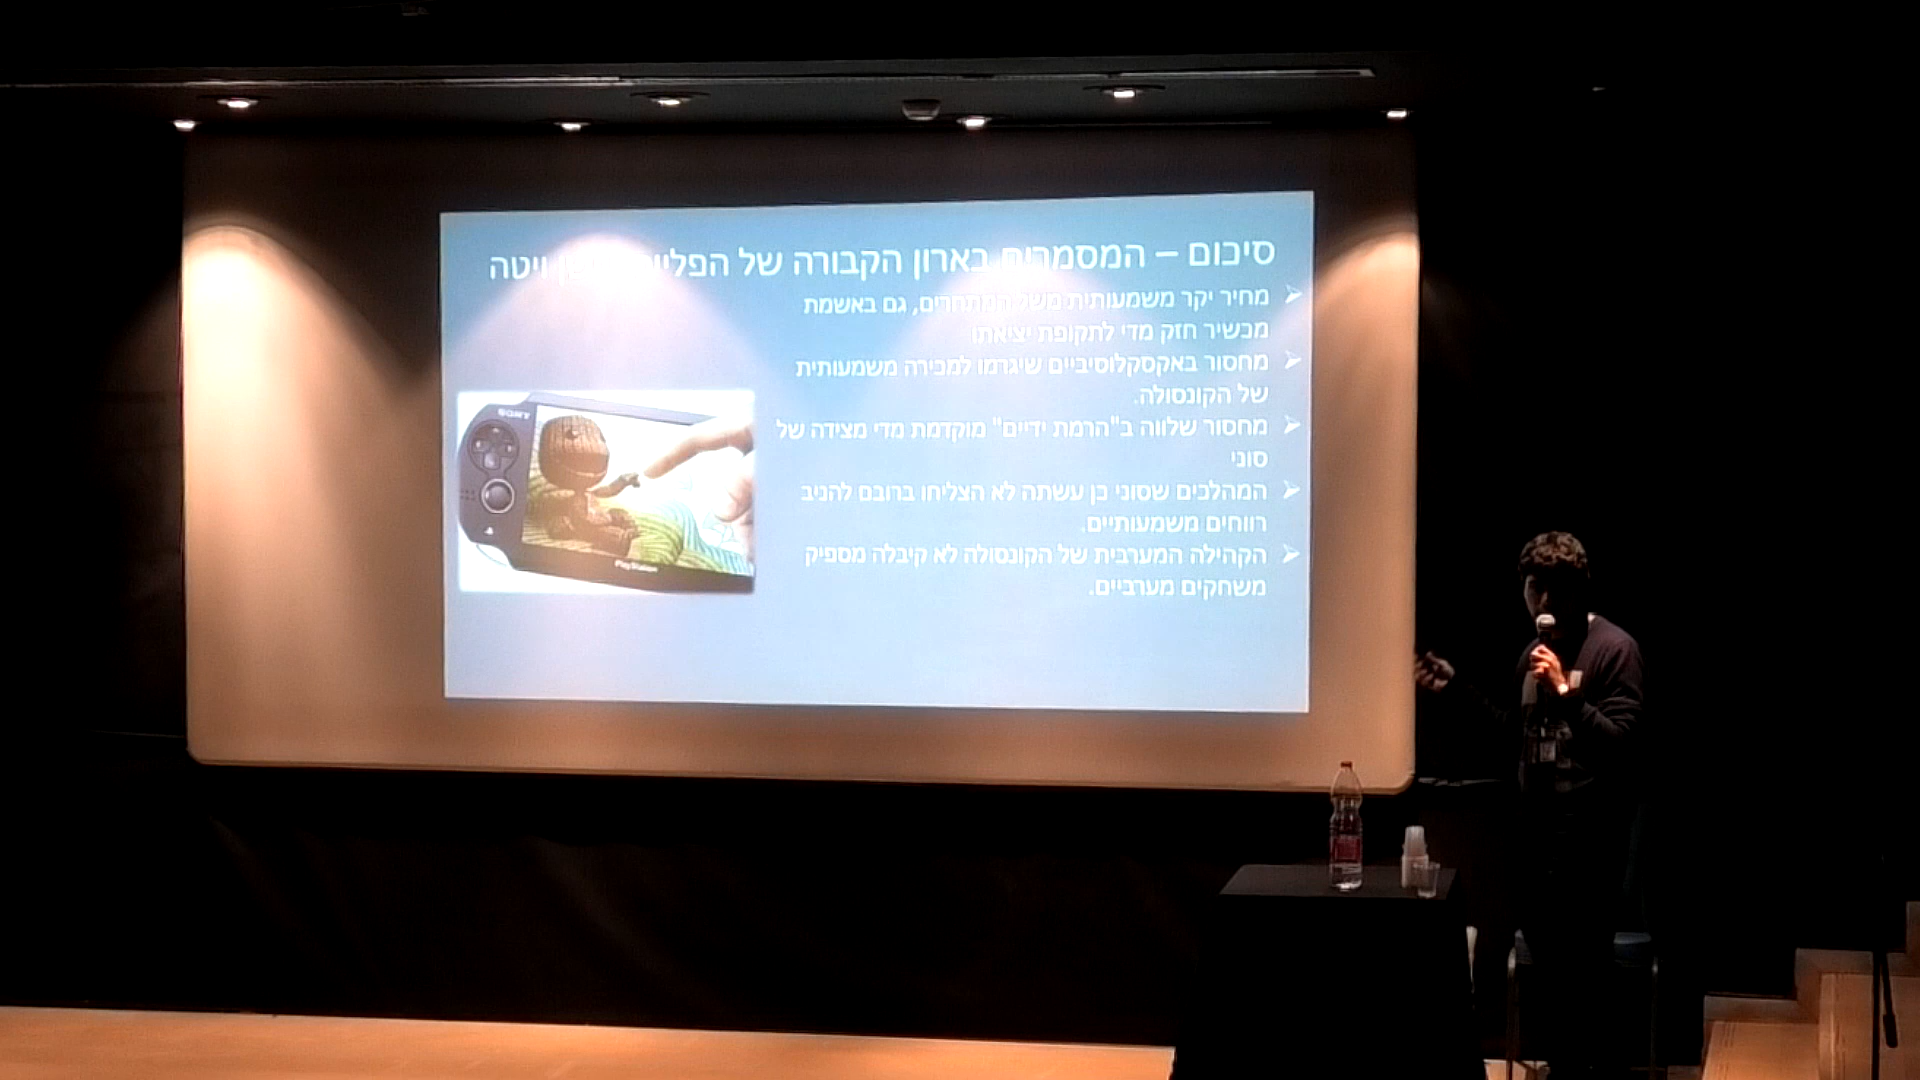 סיכום – המסמרים בארון הקבורה של הפלייסטיישן ויטה
מחיר יקר משמעותית משל המתחרים, גם באשמת
מכשיר חזק מדי לתקופת יציאתו
מחסור באקסקלוסיביים שיגרמו למכירה משמעותית
של הקונסולה.
מחסור שלווה ב"הרמת ידיים" מוקדמת מדי מצידה של
סוני
המהלכים שסוני כן עשתה לא הצליחו ברובם להניב
רווחים משמעותיים.
הקהילה המערבית של הקונסולה לא קיבלה מספיק
משחקים מערביים.
SONY
PlayStation